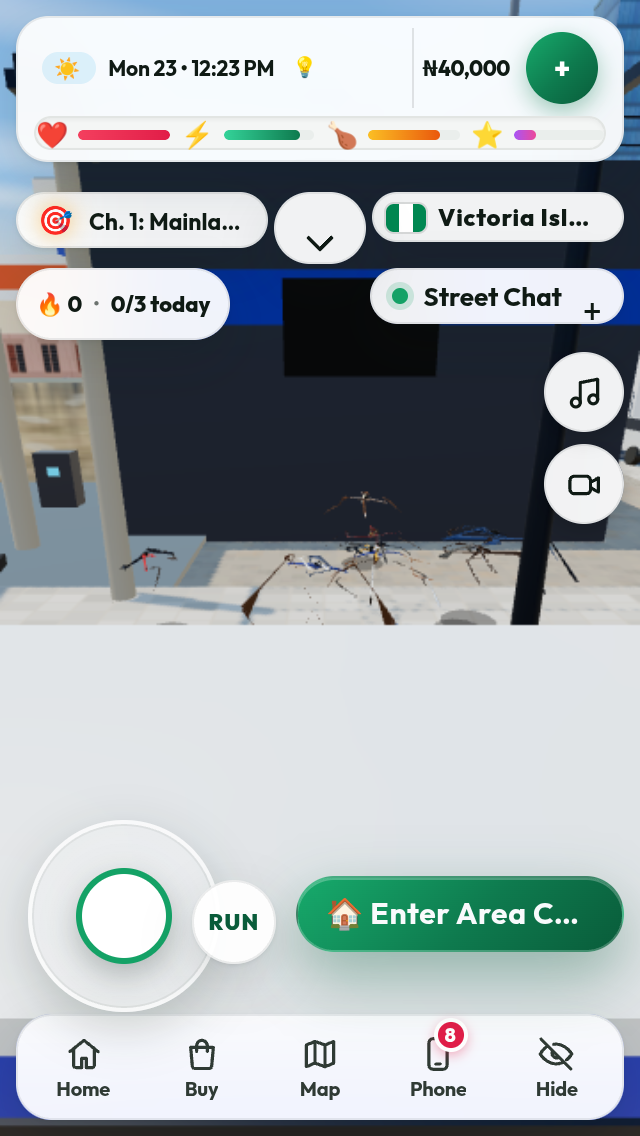 Mon 23 • 12:23 PM
₦40,000
+
Ch. 1: Mainla...
Victoria Isl...
0 • 0/3 today
Street Chat
+
RUN
Enter Area C...
8
Home
Buy
Map
Phone
Hide